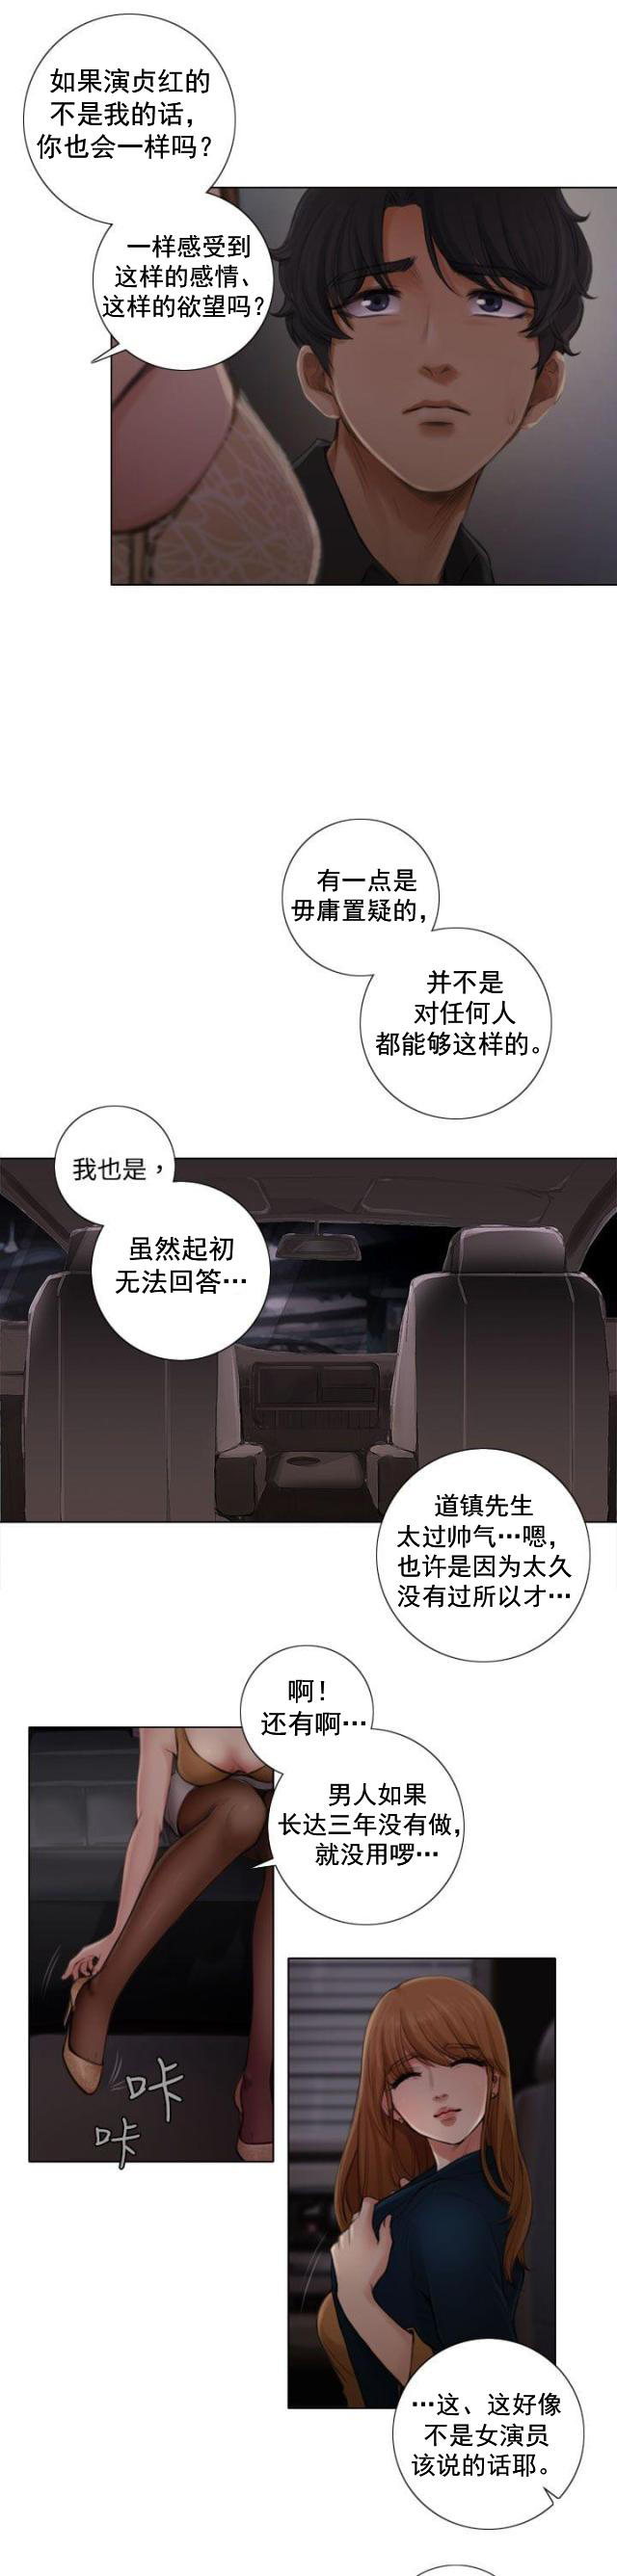 如果演贞红的
不是我的话,
你也会一样吗?
一样感受到
这样的感情、
这样的欲望吗?
有一点是
毋庸置疑的,
并不是
对任何人
都能够这样的。
我也是，
虽然起初
无法回答…
道镇先生
太过帅气…嗯,
也许是因为太久
没有过所以才…
啊!
还有啊…
男人如果
长达三年没有做,
就没用啰…
咔
咔
…这、这好像
不是女演员
该说的话耶。